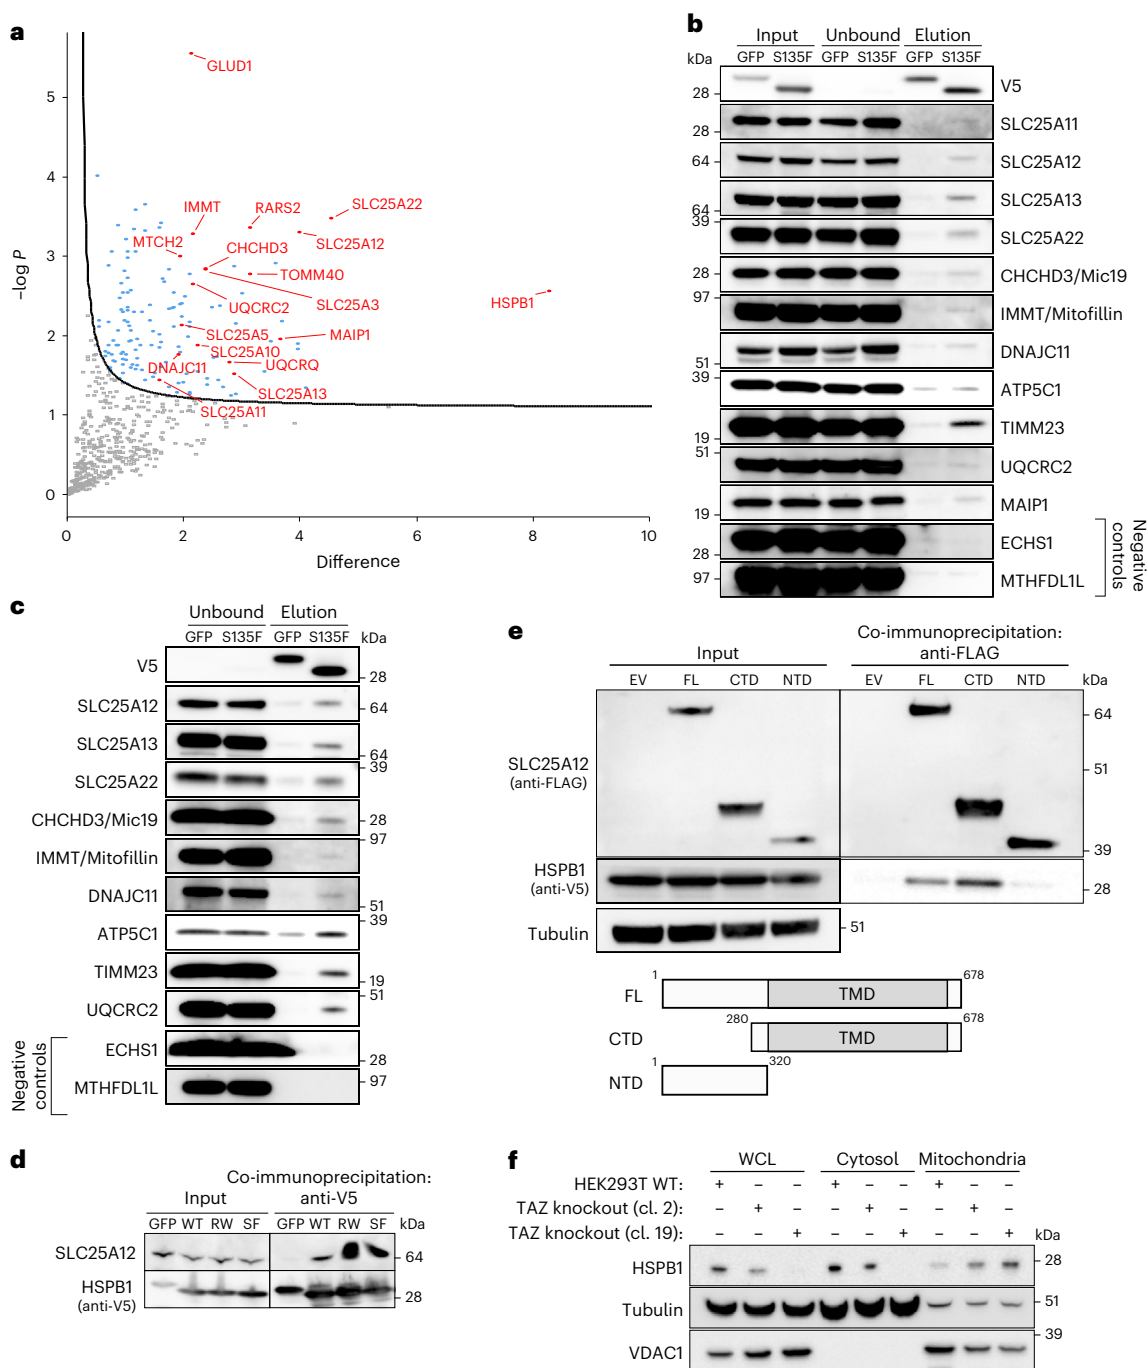 a
–log P
5
4
3
2
1
0
0 2 4 6 8 10
Difference
GLUD1
IMMT
RARS2
SLC25A22
MTCH2
CHCHD3
SLC25A12
TOMM40
UQCRC2
SLC25A3
HSPB1
SLC25A5
MAIP1
SLC25A10
DNAJC11
UQCRQ
SLC25A13
SLC25A11
b
Input Unbound Elution
kDa GFP S135F GFP S135F GFP S135F
28 V5
28 SLC25A11
64 SLC25A12
64 SLC25A13
39 SLC25A22
28 CHCHD3/Mic19
97 IMMT/Mitofillin
51 DNAJC11
39 ATP5C1
19 TIMM23
51 UQCRC2
19 MAIP1
28 ECHS1
97 MTHFDL1L
Negative controls
c
Unbound Elution
GFP S135F GFP S135F kDa
V5 28
SLC25A12 64
SLC25A13 64
SLC25A22 39
CHCHD3/Mic19 28
IMMT/Mitofillin 97
DNAJC11 51
ATP5C1 39
TIMM23 19
UQCRC2 51
ECHS1 28
MTHFDL1L 97
Negative controls
d
Co-immunoprecipitation:
Input anti-V5
GFP WT RW SF GFP WT RW SF kDa
SLC25A12 64
HSPB1
(anti-V5) 28
e
Co-immunoprecipitation:
Input anti-FLAG
EV FL CTD NTD EV FL CTD NTD kDa
64
51
SLC25A12
(anti-FLAG)
39
HSPB1
(anti-V5) 28
Tubulin 51
1 678
FL TMD
280 678
CTD TMD
1 320
NTD
f
WCL Cytosol Mitochondria
HEK293T WT: + – – + – – + – –
TAZ knockout (cl. 2): – + – – + – – + –
TAZ knockout (cl. 19): – – + – – + – – + kDa
HSPB1 28
Tubulin 51
VDAC1 39